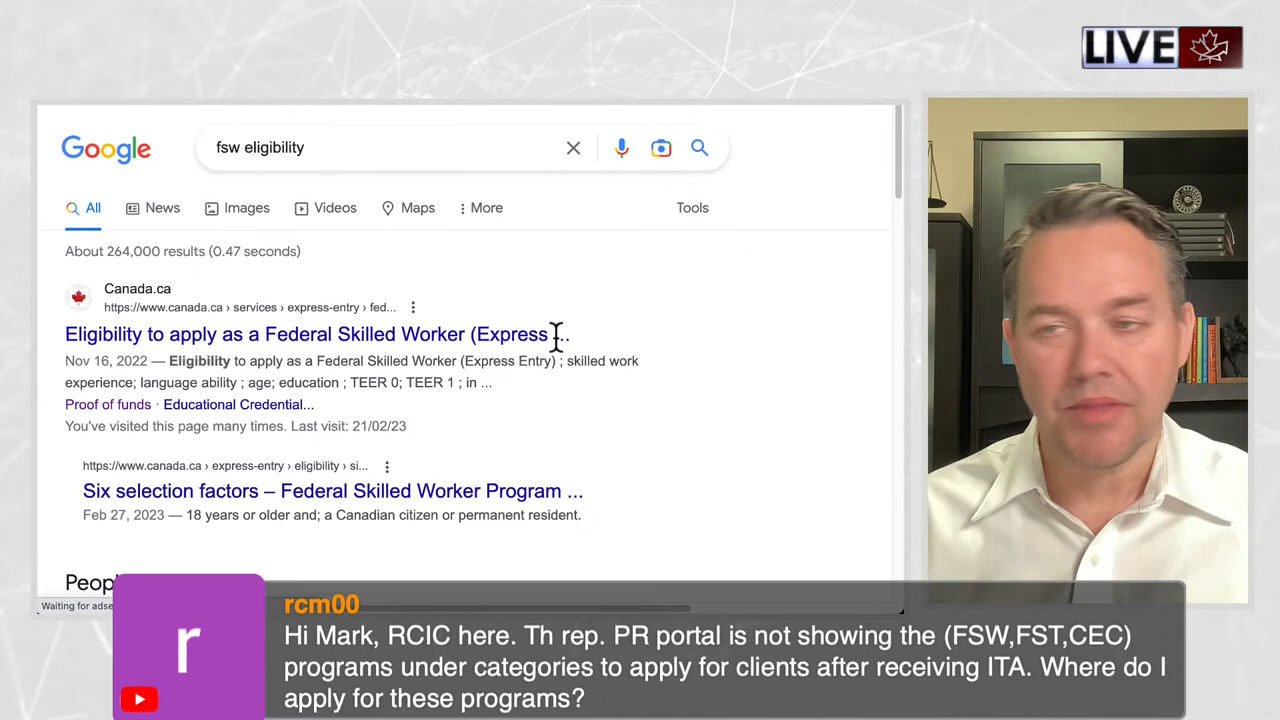 LIVE
Google
fsw eligibility
All
News
Images
Videos
Maps
More
Tools
About 264,000 results (0.47 seconds)
Canada.ca
https://www.canada.ca › services › express-entry › fed...
Eligibility to apply as a Federal Skilled Worker (Express ...
Nov 16, 2022 — Eligibility to apply as a Federal Skilled Worker (Express Entry) ; skilled work
experience; language ability ; age; education ; TEER 0; TEER 1 ; in ...
Proof of funds · Educational Credential...
You've visited this page many times. Last visit: 21/02/23
https://www.canada.ca › express-entry › eligibility › si...
Six selection factors – Federal Skilled Worker Program ...
Feb 27, 2023 — 18 years or older and; a Canadian citizen or permanent resident.
Waiting for adse
r
rcm00
Hi Mark, RCIC here. Th rep. PR portal is not showing the (FSW,FST,CEC)
programs under categories to apply for clients after receiving ITA. Where do I
apply for these programs?